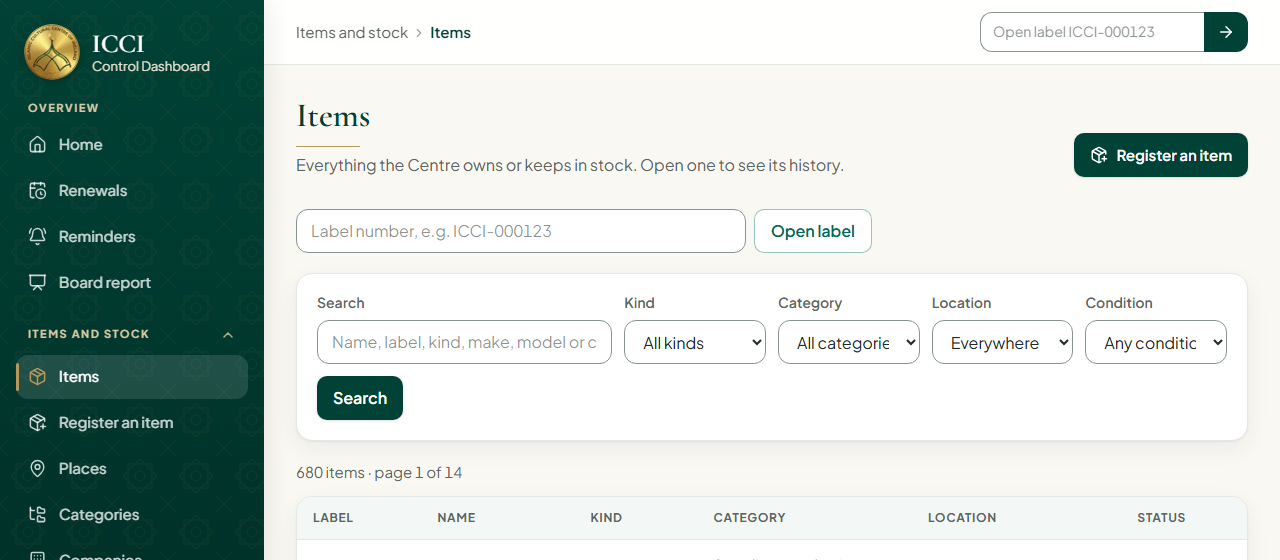 ICCI
Control Dashboard
OVERVIEW
Home
Renewals
Reminders
Board report
ITEMS AND STOCK
Items
Register an item
Places
Categories
Items and stock > Items
Open label ICCI-000123
Items
Everything the Centre owns or keeps in stock. Open one to see its history.
Register an item
Label number, e.g. ICCI-000123
Open label
Search
Kind
Category
Location
Condition
Name, label, kind, make, model or c
All kinds
All categorie
Everywhere
Any conditic
Search
680 items · page 1 of 14
LABEL NAME KIND CATEGORY LOCATION STATUS